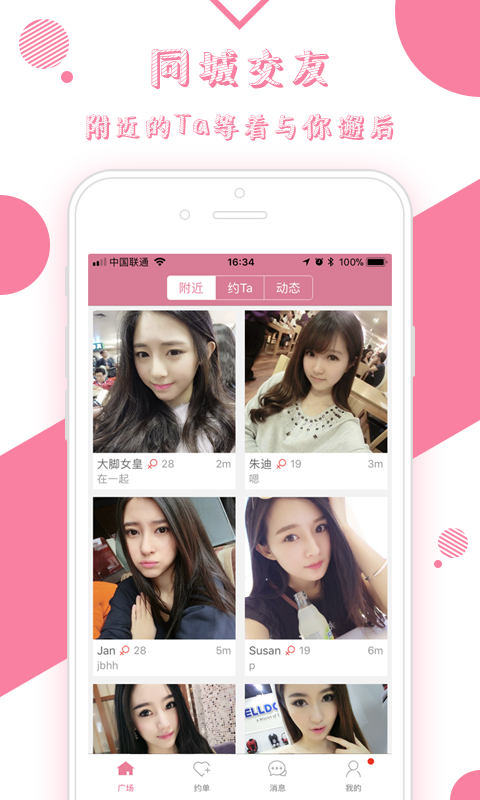 同城交友
附近的Ta等着与你邂后
中国联通 16:34 100%
附近 约Ta 动态
大脚女皇 28 2m
在一起
朱迪 19 3m
嗯
Jan 28 5m
jbhh
Susan 19 6m
p
ELLDO
广场 约单 消息 我的